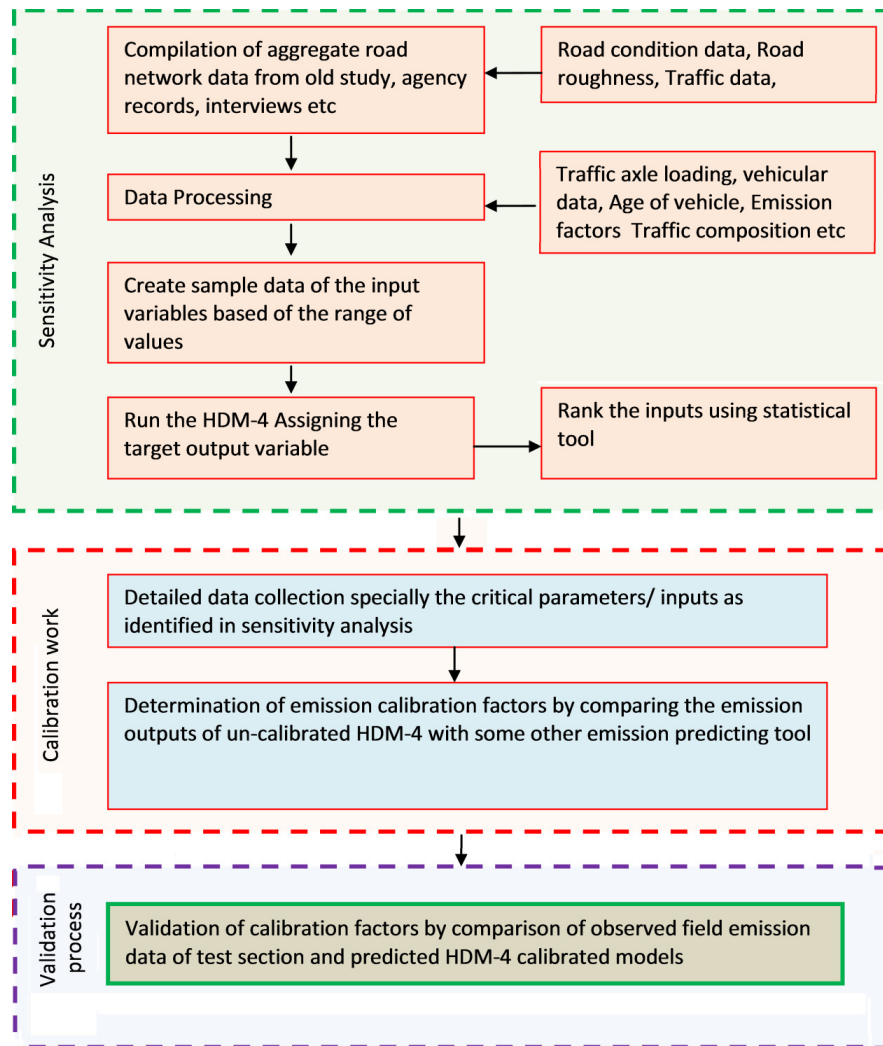 Sensitivity Analysis
Compilation of aggregate road
network data from old study, agency
records, interviews etc
Road condition data, Road
roughness, Traffic data,
Data Processing
Traffic axle loading, vehicular
data, Age of vehicle, Emission
factors Traffic composition etc
Create sample data of the input
variables based of the range of
values
Run the HDM-4 Assigning the
target output variable
Rank the inputs using statistical
tool
Calibration work
Detailed data collection specially the critical parameters/ inputs as
identified in sensitivity analysis
Determination of emission calibration factors by comparing the emission
outputs of un-calibrated HDM-4 with some other emission predicting tool
Validation
process
Validation of calibration factors by comparison of observed field emission
data of test section and predicted HDM-4 calibrated models